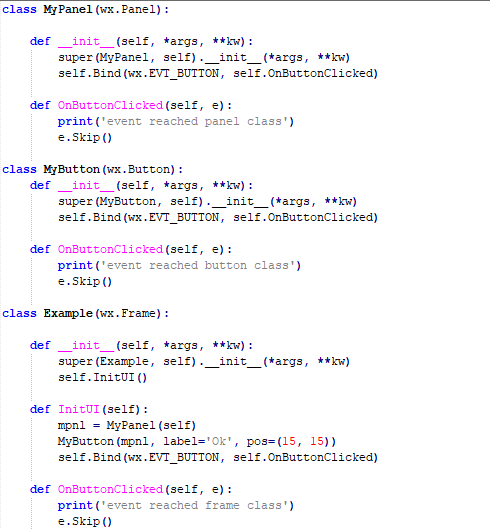 class MyPanel(wx.Panel):
    def __init__(self, *args, **kw):
        super(MyPanel, self).__init__(*args, **kw)
        self.Bind(wx.EVT_BUTTON, self.OnButtonClicked)
    def OnButtonClicked(self, e):
        print('event reached panel class')
        e.Skip()
class MyButton(wx.Button):
    def __init__(self, *args, **kw):
        super(MyButton, self).__init__(*args, **kw)
        self.Bind(wx.EVT_BUTTON, self.OnButtonClicked)
    def OnButtonClicked(self, e):
        print('event reached button class')
        e.Skip()
class Example(wx.Frame):
    def __init__(self, *args, **kw):
        super(Example, self).__init__(*args, **kw)
        self.InitUI()
    def InitUI(self):
        mpnl = MyPanel(self)
        MyButton(mpnl, label='Ok', pos=(15, 15))
        self.Bind(wx.EVT_BUTTON, self.OnButtonClicked)
    def OnButtonClicked(self, e):
        print('event reached frame class')
        e.Skip()